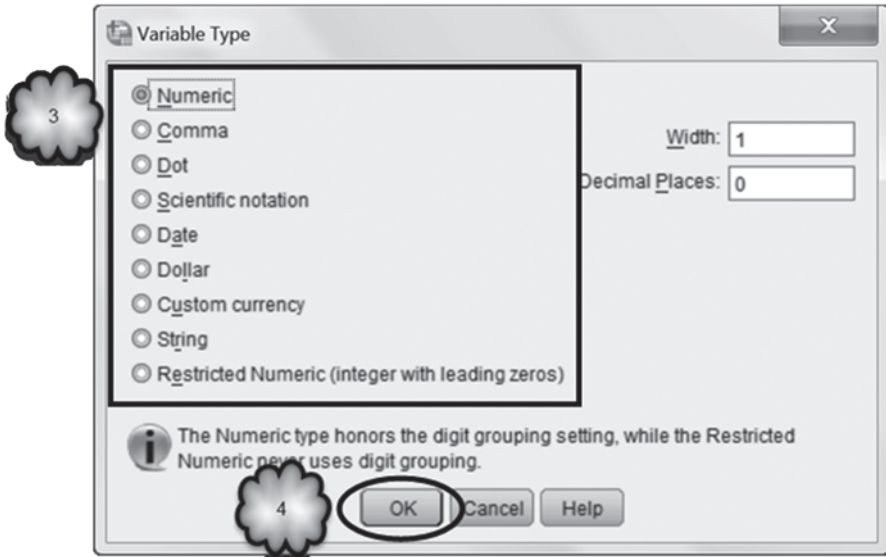 Variable Type
3
Numeric
Comma
Dot
Scientific notation
Date
Dollar
Custom currency
String
Restricted Numeric (integer with leading zeros)
Width: 1
Decimal Places: 0
The Numeric type honors the digit grouping setting, while the Restricted
Numeric never uses digit grouping.
4
OK Cancel Help